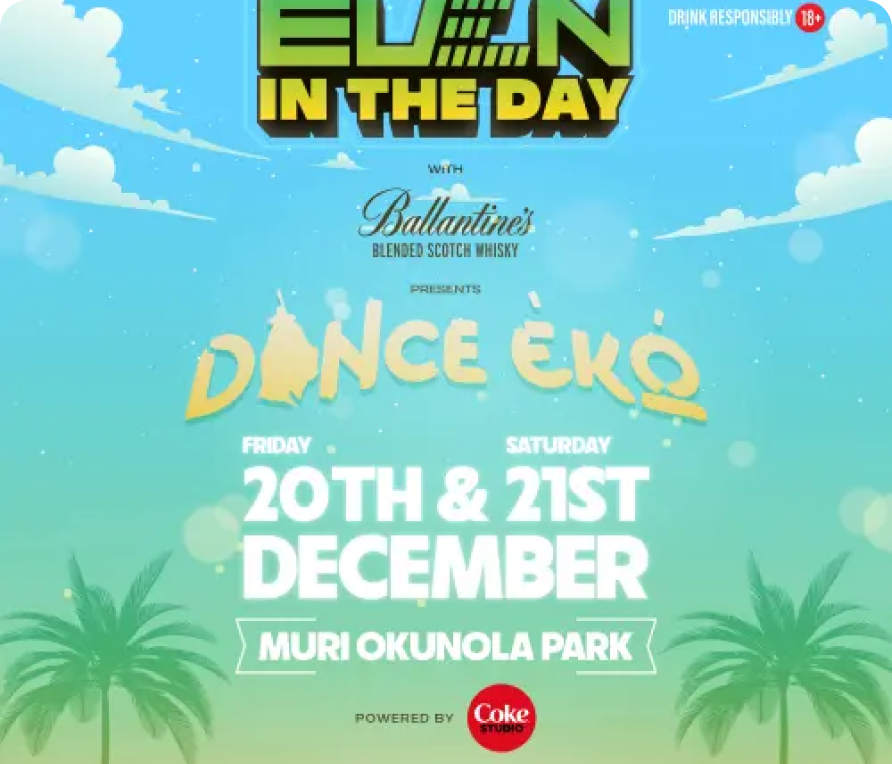 DRINK RESPONSIBLY 18+
IN THE DAY
WITH
Ballantine's
BLENDED SCOTCH WHISKY
PRESENTS
DANCE ÈKỌ́
FRIDAY SATURDAY
20TH & 21ST
DECEMBER
MURI OKUNOLA PARK
POWERED BY Coke
STUDIO